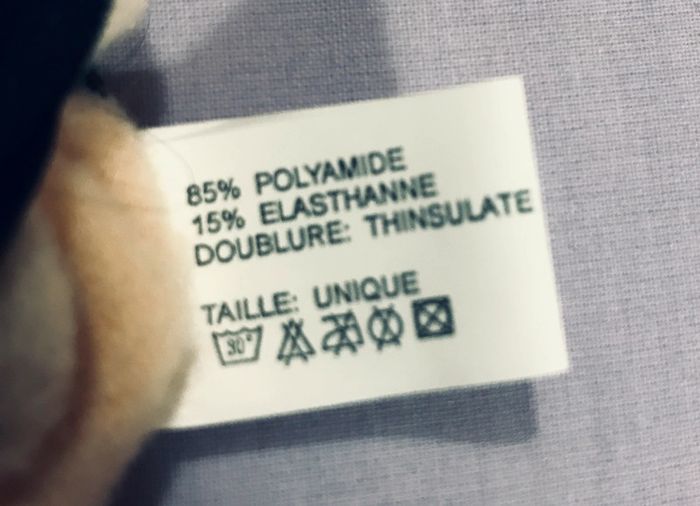 85% POLYAMIDE
15% ELASTHANNE
DOUBLURE: THINSULATE
TAILLE: UNIQUE
30°